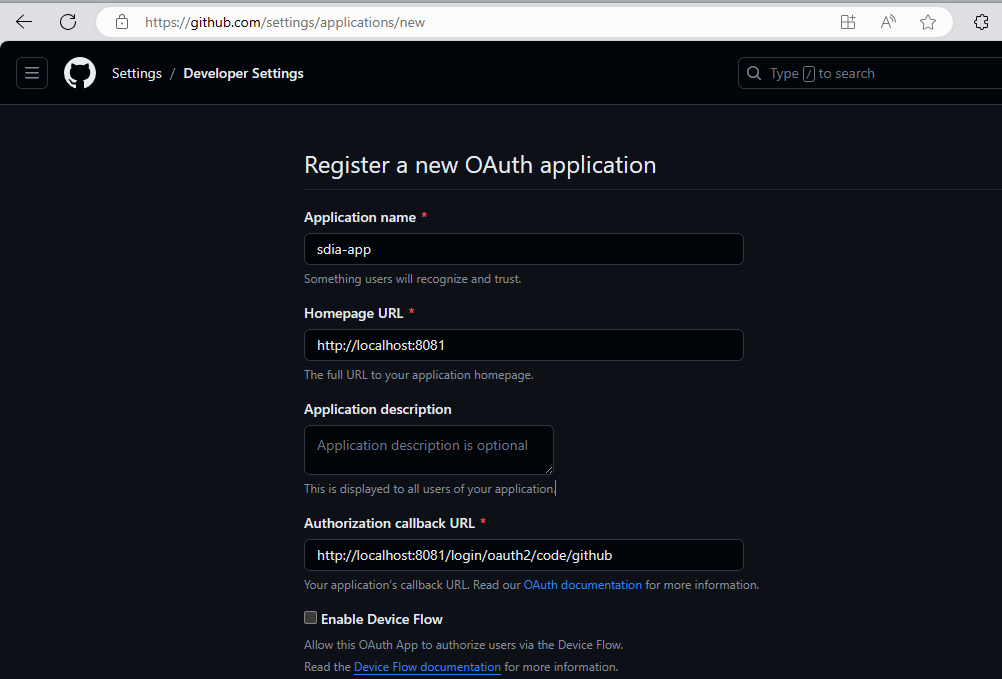 https://github.com/settings/applications/new
Settings / Developer Settings
Type / to search
Register a new OAuth application
Application name *
sdia-app
Something users will recognize and trust.
Homepage URL *
http://localhost:8081
The full URL to your application homepage.
Application description
Application description is optional
This is displayed to all users of your application.
Authorization callback URL *
http://localhost:8081/login/oauth2/code/github
Your application's callback URL. Read our OAuth documentation for more information.
Enable Device Flow
Allow this OAuth App to authorize users via the Device Flow.
Read the Device Flow documentation for more information.